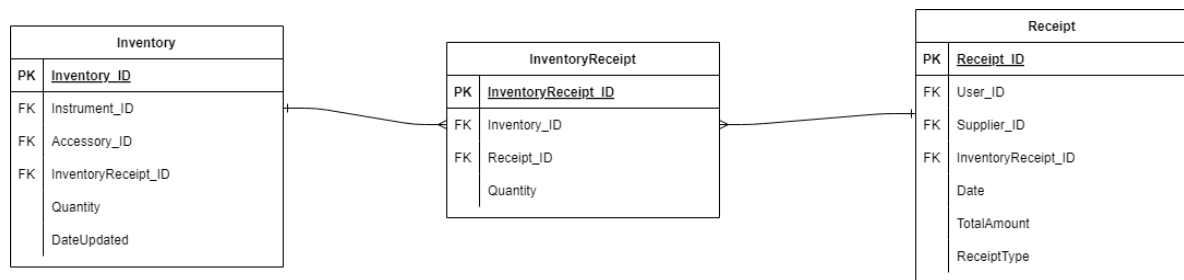 Inventory
PK Inventory_ID
FK Instrument_ID
FK Accessory_ID
FK InventoryReceipt_ID
Quantity
DateUpdated
InventoryReceipt
PK InventoryReceipt_ID
FK Inventory_ID
FK Receipt_ID
Quantity
Receipt
PK Receipt_ID
FK User_ID
FK Supplier_ID
FK InventoryReceipt_ID
Date
TotalAmount
ReceiptType